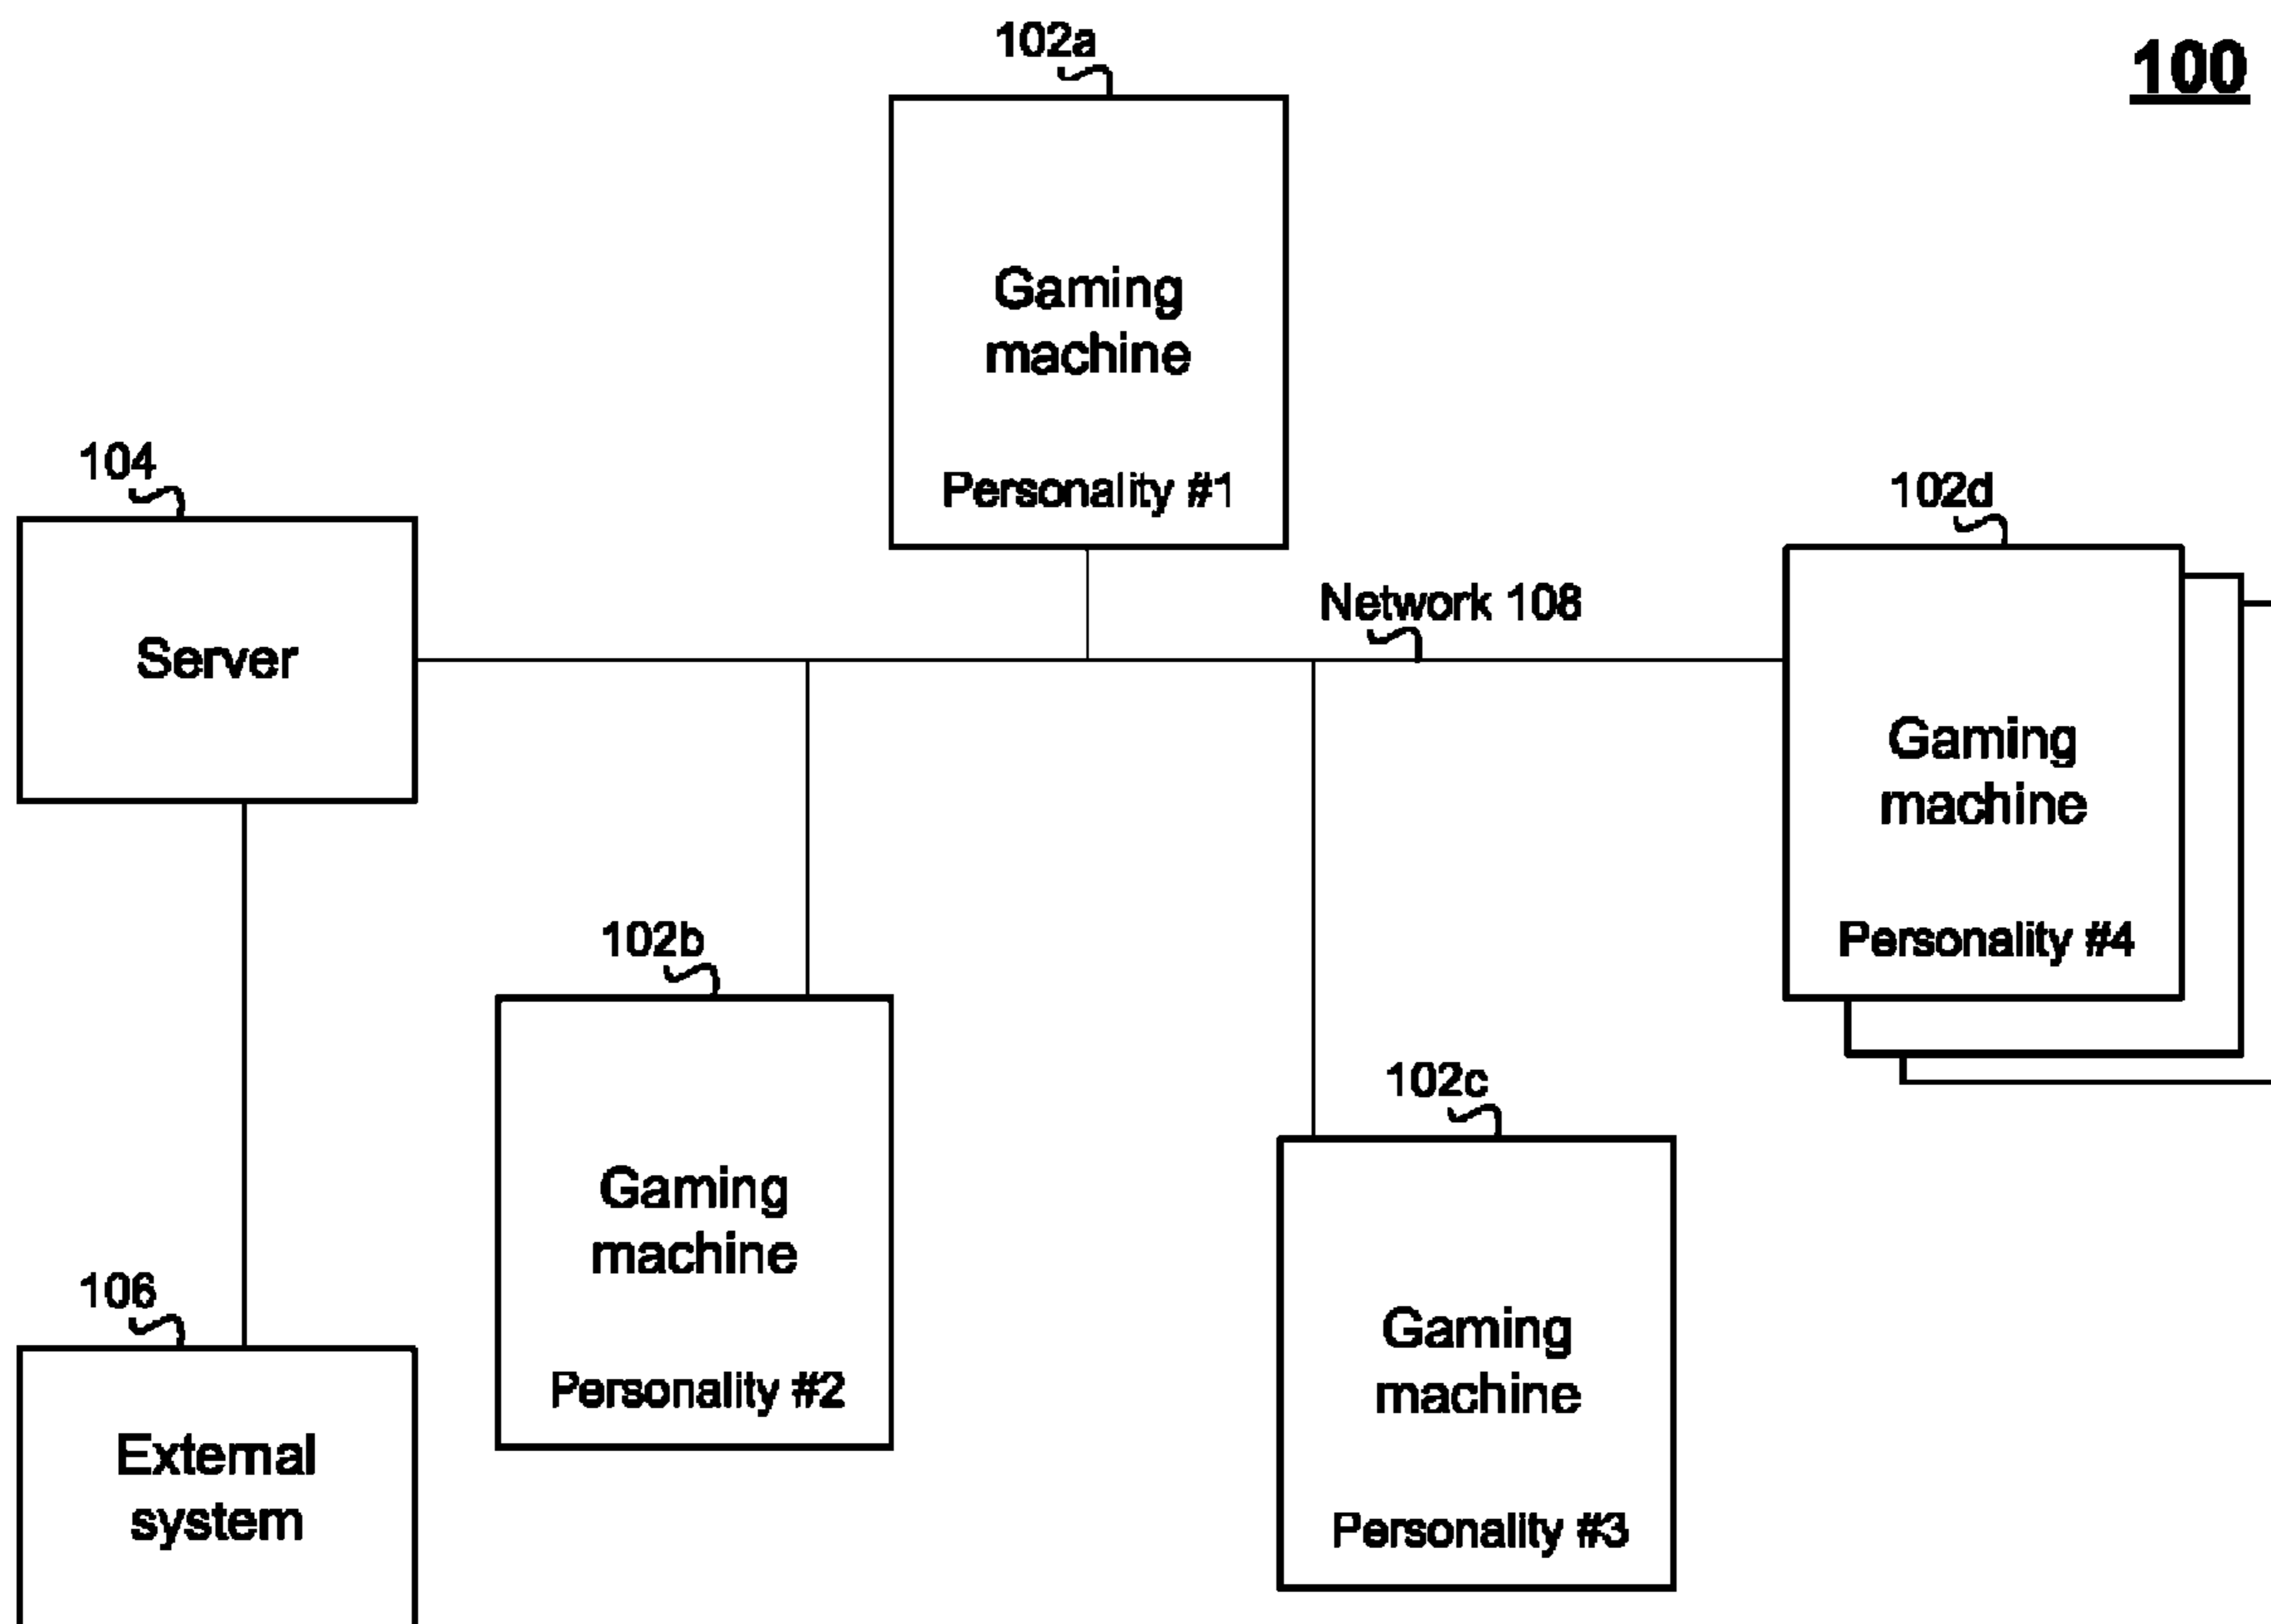 102a
100
Gaming
machine
Personality #1
104
Server
Network 108
102d
Gaming
machine
Personality #4
102b
Gaming
machine
Personality #2
102c
Gaming
machine
Personality #3
106
External
system